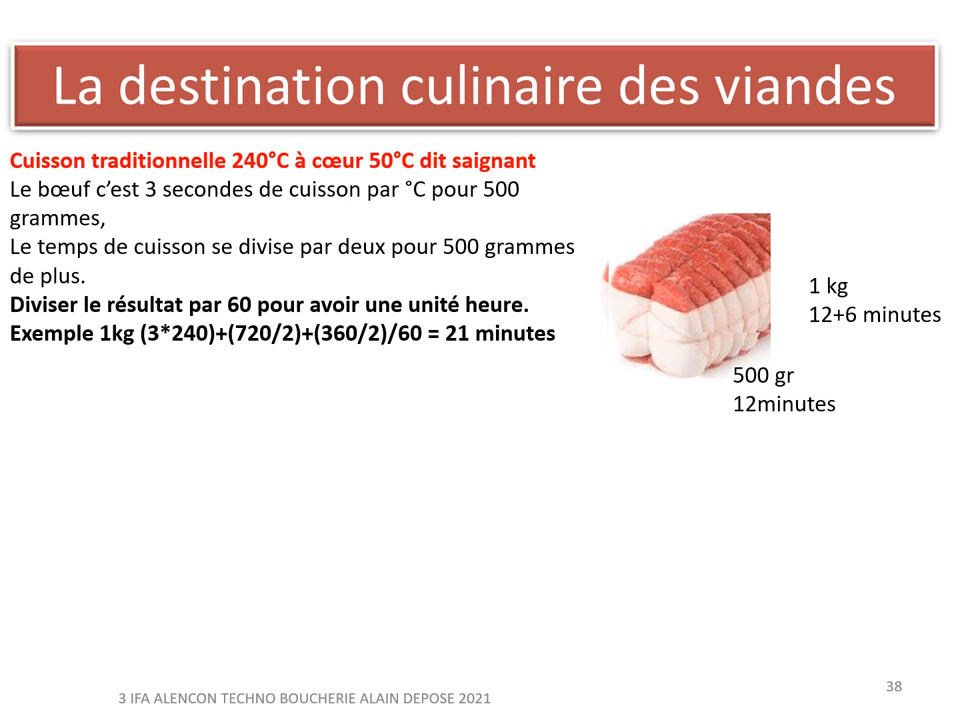 La destination culinaire des viandes
Cuisson traditionnelle 240°C à cœur 50°C dit saignant
Le bœuf c’est 3 secondes de cuisson par °C pour 500
grammes,
Le temps de cuisson se divise par deux pour 500 grammes
de plus.
Diviser le résultat par 60 pour avoir une unité heure.
Exemple 1kg (3*240)+(720/2)+(360/2)/60 = 21 minutes
1 kg
12+6 minutes
500 gr
12minutes
3 IFA ALENCON TECHNO BOUCHERIE ALAIN DEPOSE 2021
38